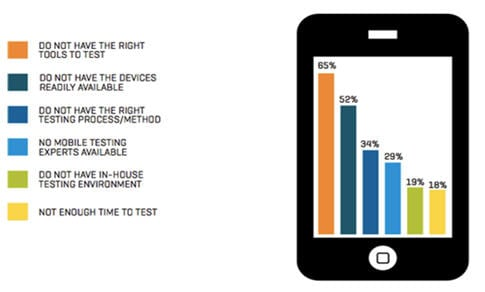 DO NOT HAVE THE RIGHT
TOOLS TO TEST
DO NOT HAVE THE DEVICES
READILY AVAILABLE
DO NOT HAVE THE RIGHT
TESTING PROCESS/METHOD
NO MOBILE TESTING
EXPERTS AVAILABLE
DO NOT HAVE IN-HOUSE
TESTING ENVIRONMENT
NOT ENOUGH TIME TO TEST
65%
52%
34%
29%
19%
18%